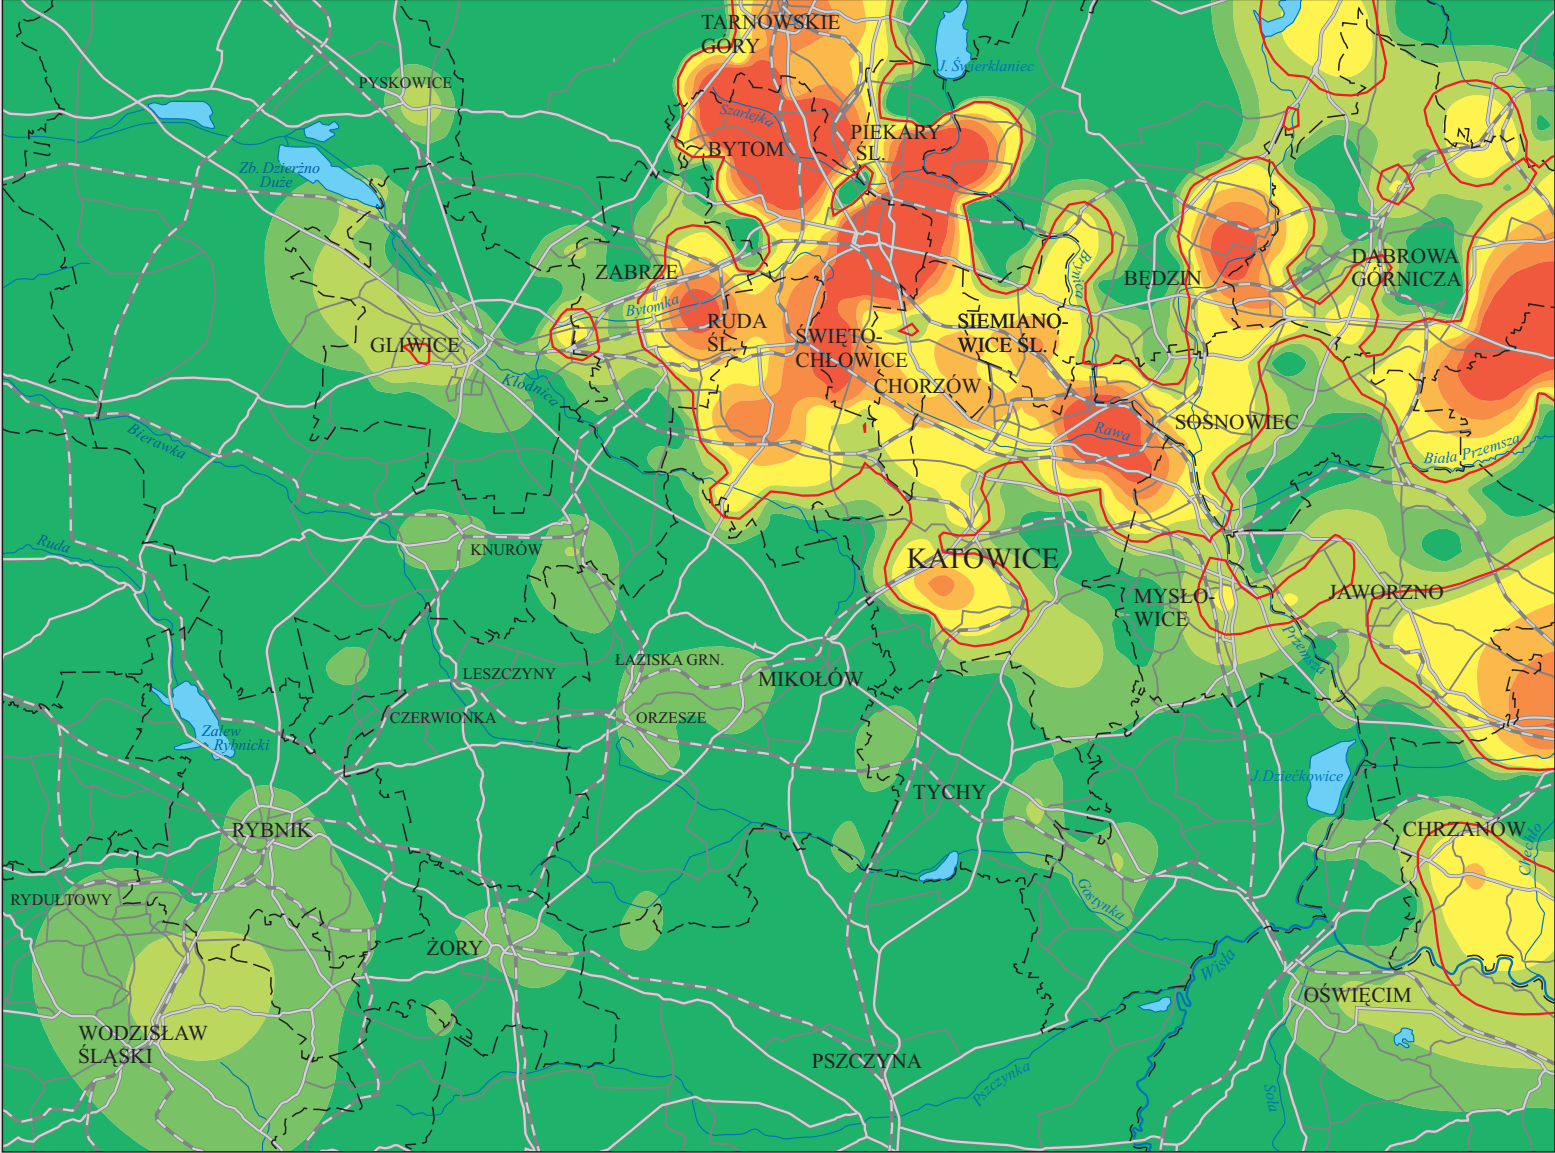 TARNOWSKIE
GÓRY
J. Świerklaniec
PYSKOWICE
Szarlejka
PIEKARY
ŚL.
BYTOM
Zb. Dzierżno
Duże
ZABRZE
Brynica
BĘDZIN
DĄBROWA
GÓRNICZA
Bytomka
RUDA
ŚL.
ŚWIĘTO-
CHŁOWICE
SIEMIANO-
WICE ŚL.
GLIWICE
Kłodnica
CHORZÓW
Rawa
SOSNOWIEC
Bierawka
Biała Przemsza
Ruda
KNURÓW
KATOWICE
MYSŁO-
WICE
JAWORZNO
Przemsza
ŁAZISKA GRN.
LESZCZYNY
MIKOŁÓW
CZERWIONKA
ORZESZE
Zalew
Rybnicki
J.Dziećkowice
TYCHY
RYBNIK
CHRZANÓW
Chechło
RYDUŁTOWY
Gostynka
ŻORY
Wisła
OŚWIĘCIM
WODZISŁAW
ŚLĄSKI
PSZCZYNA
Pszczynka
Soła